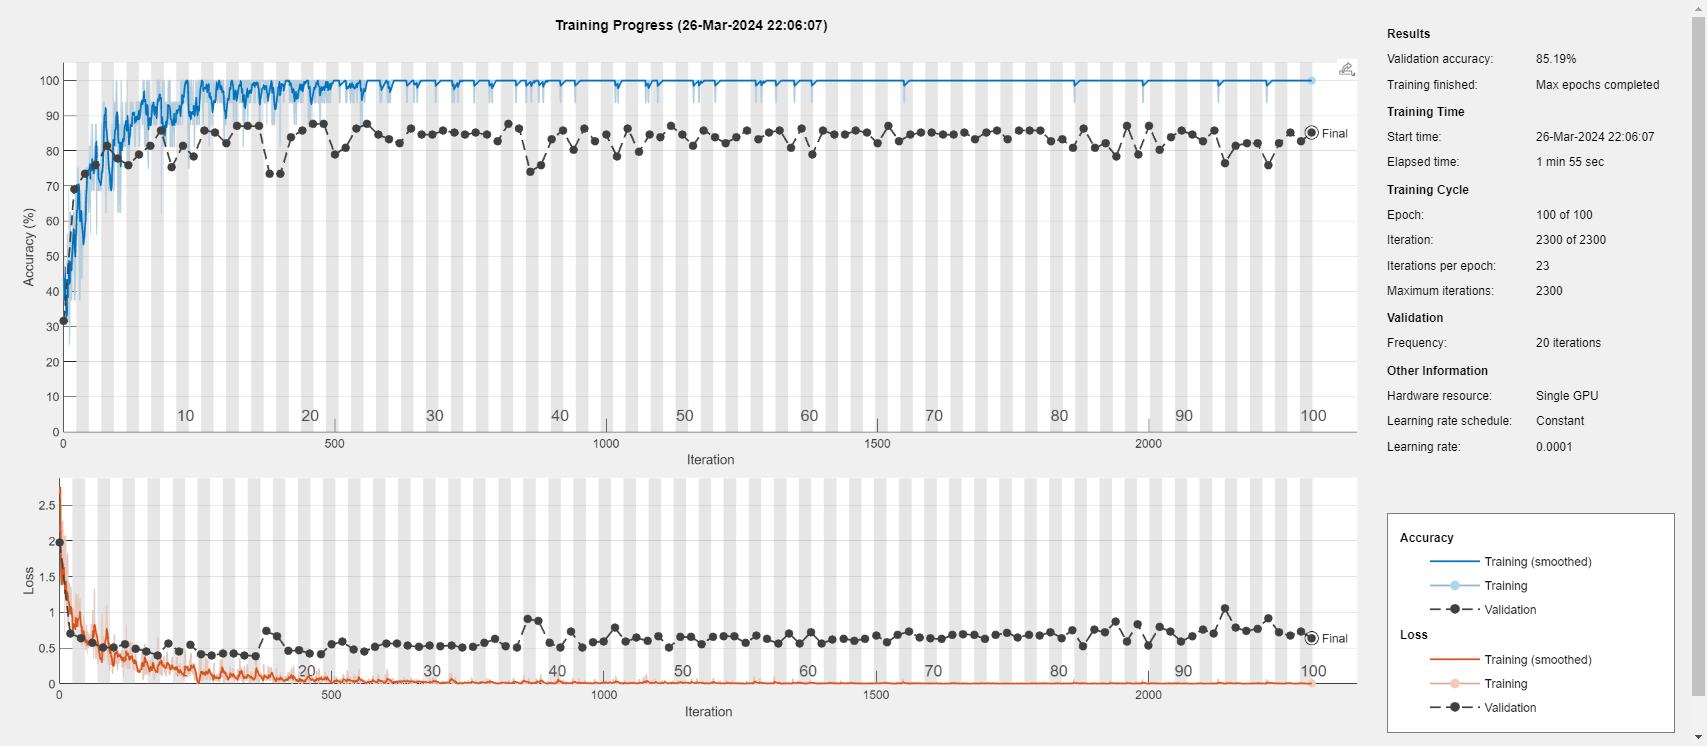 Training Progress (26-Mar-2024 22:06:07)
100
90
80
70
60
50
40
30
20
10
0
Accuracy (%)
Final
10 20 30 40 50 60 70 80 90 100
0 500 1000 1500 2000
Iteration
2.5
2
1.5
1
0.5
0
Loss
Final
20 30 40 50 60 70 80 90 100
0 500 1000 1500 2000
Iteration
Results
Validation accuracy: 85.19%
Training finished: Max epochs completed
Training Time
Start time: 26-Mar-2024 22:06:07
Elapsed time: 1 min 55 sec
Training Cycle
Epoch: 100 of 100
Iteration: 2300 of 2300
Iterations per epoch: 23
Maximum iterations: 2300
Validation
Frequency: 20 iterations
Other Information
Hardware resource: Single GPU
Learning rate schedule: Constant
Learning rate: 0.0001
Accuracy
Training (smoothed)
Training
Validation
Loss
Training (smoothed)
Training
Validation